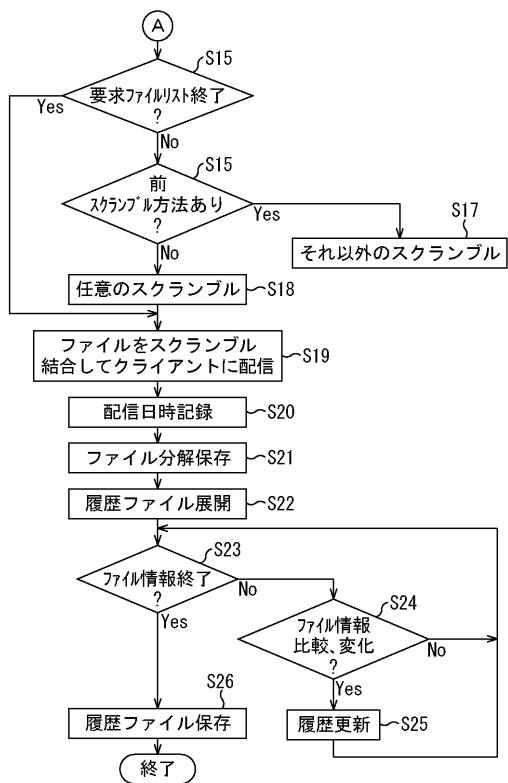 A
S15
要求ファイルリスト終了
?
Yes
No
S15
前
スクランブル方法あり
?
Yes
No
S17
それ以外のスクランブル
任意のスクランブル
S18
ファイルをスクランブル
結合してクライアントに配信
S19
配信日時記録
S20
ファイル分解保存
S21
履歴ファイル展開
S22
S23
ファイル情報終了
?
No
Yes
S24
ファイル情報
比較、変化
?
No
Yes
履歴更新
S25
S26
履歴ファイル保存
終了